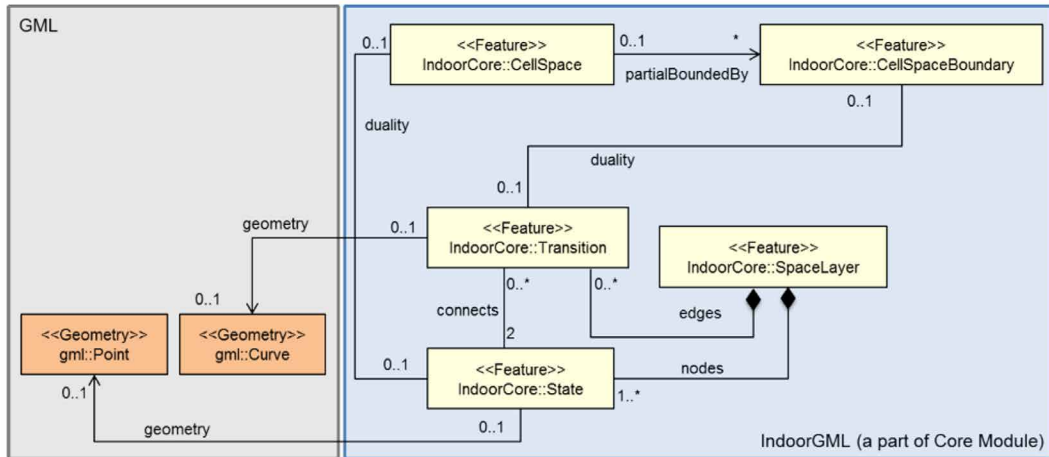 GML
0..1
<<Feature>>
IndoorCore::CellSpace
0..1
*
partialBoundedBy
<<Feature>>
IndoorCore::CellSpaceBoundary
0..1
duality
duality
0..1
geometry
0..1
<<Feature>>
IndoorCore::Transition
<<Feature>>
IndoorCore::SpaceLayer
0..*
0..*
connects
edges
0..1
<<Geometry>>
gml::Point
<<Geometry>>
gml::Curve
2
0..1
<<Feature>>
IndoorCore::State
nodes
1..*
0..1
geometry
0..1
IndoorGML (a part of Core Module)